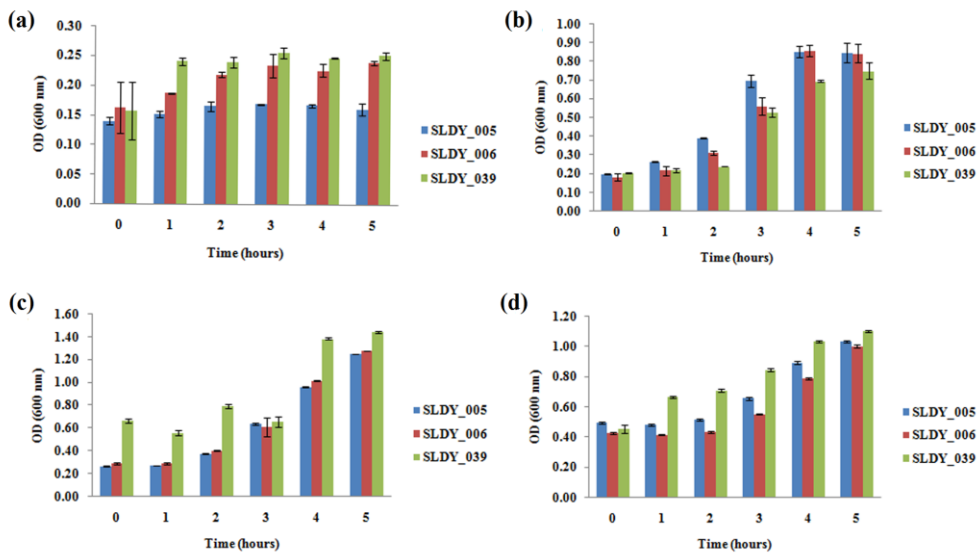 (a)
OD (600 nm)
0.30
0.25
0.20
0.15
0.10
0.05
0.00
0 1 2 3 4 5
Time (hours)
SLDY_005
SLDY_006
SLDY_039
(b)
OD (600 nm)
1.00
0.90
0.80
0.70
0.60
0.50
0.40
0.30
0.20
0.10
0.00
0 1 2 3 4 5
Time (hours)
SLDY_005
SLDY_006
SLDY_039
(c)
OD (600 nm)
1.60
1.40
1.20
1.00
0.80
0.60
0.40
0.20
0.00
0 1 2 3 4 5
Time (hours)
SLDY_005
SLDY_006
SLDY_039
(d)
OD (600 nm)
1.20
1.00
0.80
0.60
0.40
0.20
0.00
0 1 2 3 4 5
Time (hours)
SLDY_005
SLDY_006
SLDY_039